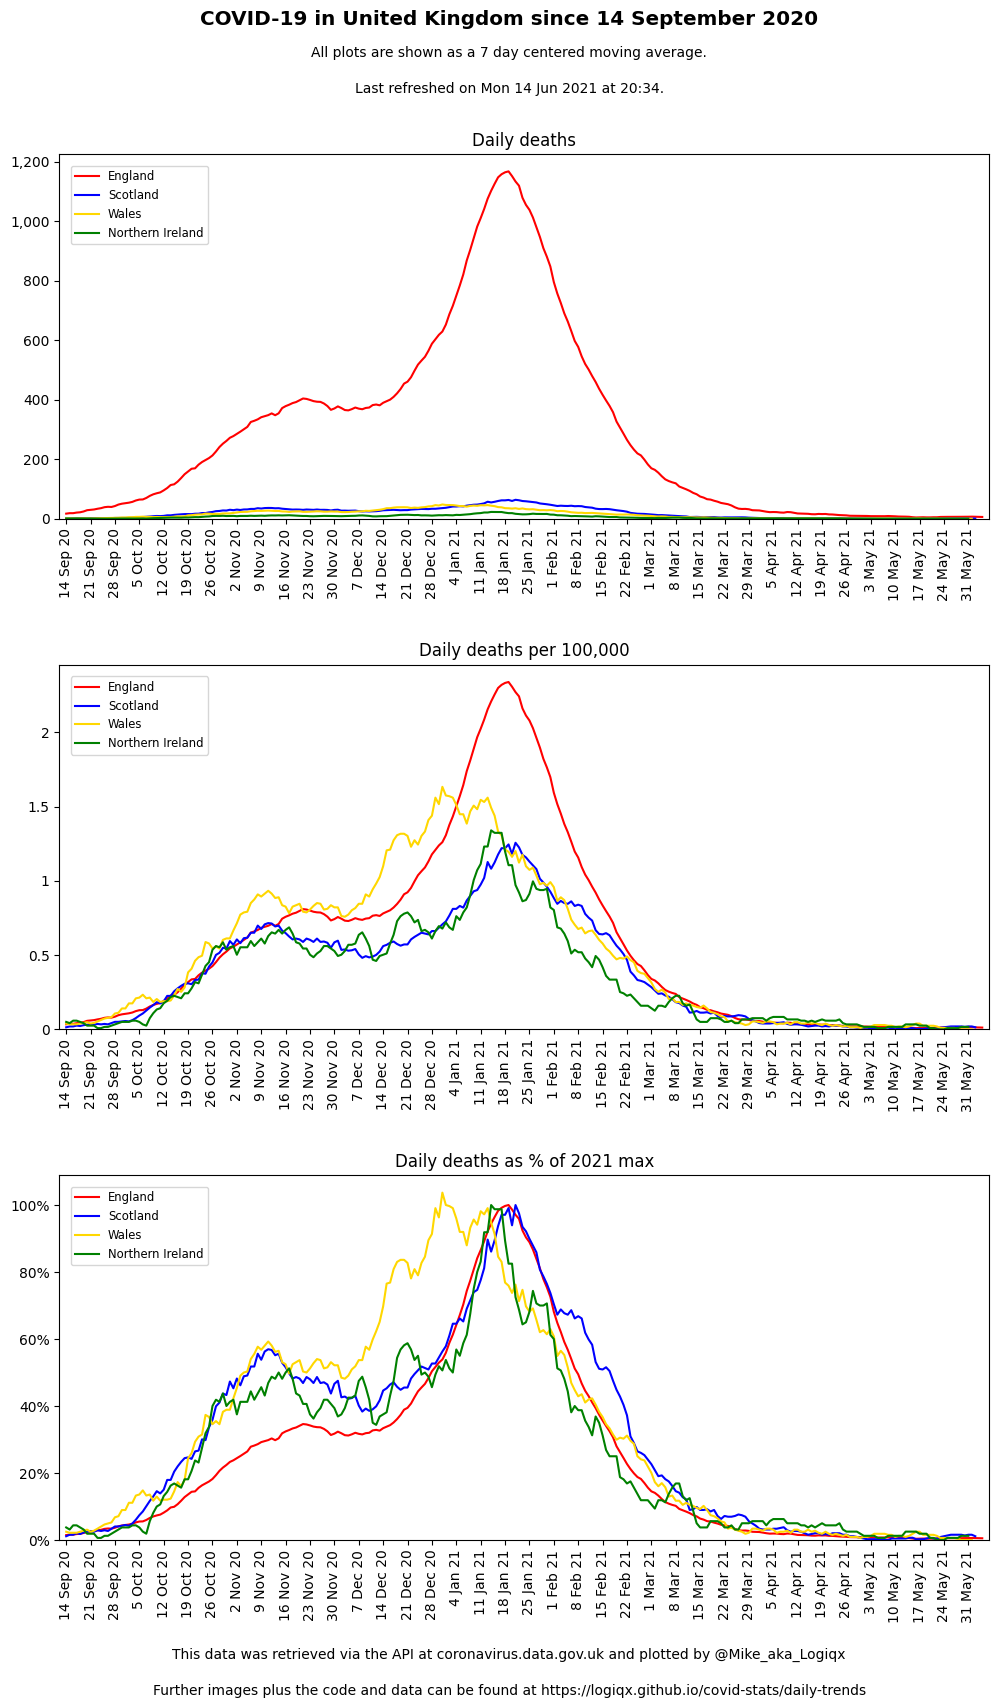 COVID-19 in United Kingdom since 14 September 2020
All plots are shown as a 7 day centered moving average.
Last refreshed on Mon 14 Jun 2021 at 20:34.
Daily deaths
England
Scotland
Wales
Northern Ireland
1,200
1,000
800
600
400
200
0
14 Sep 20 21 Sep 20 28 Sep 20 5 Oct 20 12 Oct 20 19 Oct 20 26 Oct 20 2 Nov 20 9 Nov 20 16 Nov 20 23 Nov 20 30 Nov 20 7 Dec 20 14 Dec 20 21 Dec 20 28 Dec 20 4 Jan 21 11 Jan 21 18 Jan 21 25 Jan 21 1 Feb 21 8 Feb 21 15 Feb 21 22 Feb 21 1 Mar 21 8 Mar 21 15 Mar 21 22 Mar 21 29 Mar 21 5 Apr 21 12 Apr 21 19 Apr 21 26 Apr 21 3 May 21 10 May 21 17 May 21 24 May 21 31 May 21
Daily deaths per 100,000
England
Scotland
Wales
Northern Ireland
2
1.5
1
0.5
0
14 Sep 20 21 Sep 20 28 Sep 20 5 Oct 20 12 Oct 20 19 Oct 20 26 Oct 20 2 Nov 20 9 Nov 20 16 Nov 20 23 Nov 20 30 Nov 20 7 Dec 20 14 Dec 20 21 Dec 20 28 Dec 20 4 Jan 21 11 Jan 21 18 Jan 21 25 Jan 21 1 Feb 21 8 Feb 21 15 Feb 21 22 Feb 21 1 Mar 21 8 Mar 21 15 Mar 21 22 Mar 21 29 Mar 21 5 Apr 21 12 Apr 21 19 Apr 21 26 Apr 21 3 May 21 10 May 21 17 May 21 24 May 21 31 May 21
Daily deaths as % of 2021 max
England
Scotland
Wales
Northern Ireland
100%
80%
60%
40%
20%
0%
14 Sep 20 21 Sep 20 28 Sep 20 5 Oct 20 12 Oct 20 19 Oct 20 26 Oct 20 2 Nov 20 9 Nov 20 16 Nov 20 23 Nov 20 30 Nov 20 7 Dec 20 14 Dec 20 21 Dec 20 28 Dec 20 4 Jan 21 11 Jan 21 18 Jan 21 25 Jan 21 1 Feb 21 8 Feb 21 15 Feb 21 22 Feb 21 1 Mar 21 8 Mar 21 15 Mar 21 22 Mar 21 29 Mar 21 5 Apr 21 12 Apr 21 19 Apr 21 26 Apr 21 3 May 21 10 May 21 17 May 21 24 May 21 31 May 21
This data was retrieved via the API at coronavirus.data.gov.uk and plotted by @Mike_aka_Logiqx
Further images plus the code and data can be found at https://logiqx.github.io/covid-stats/daily-trends